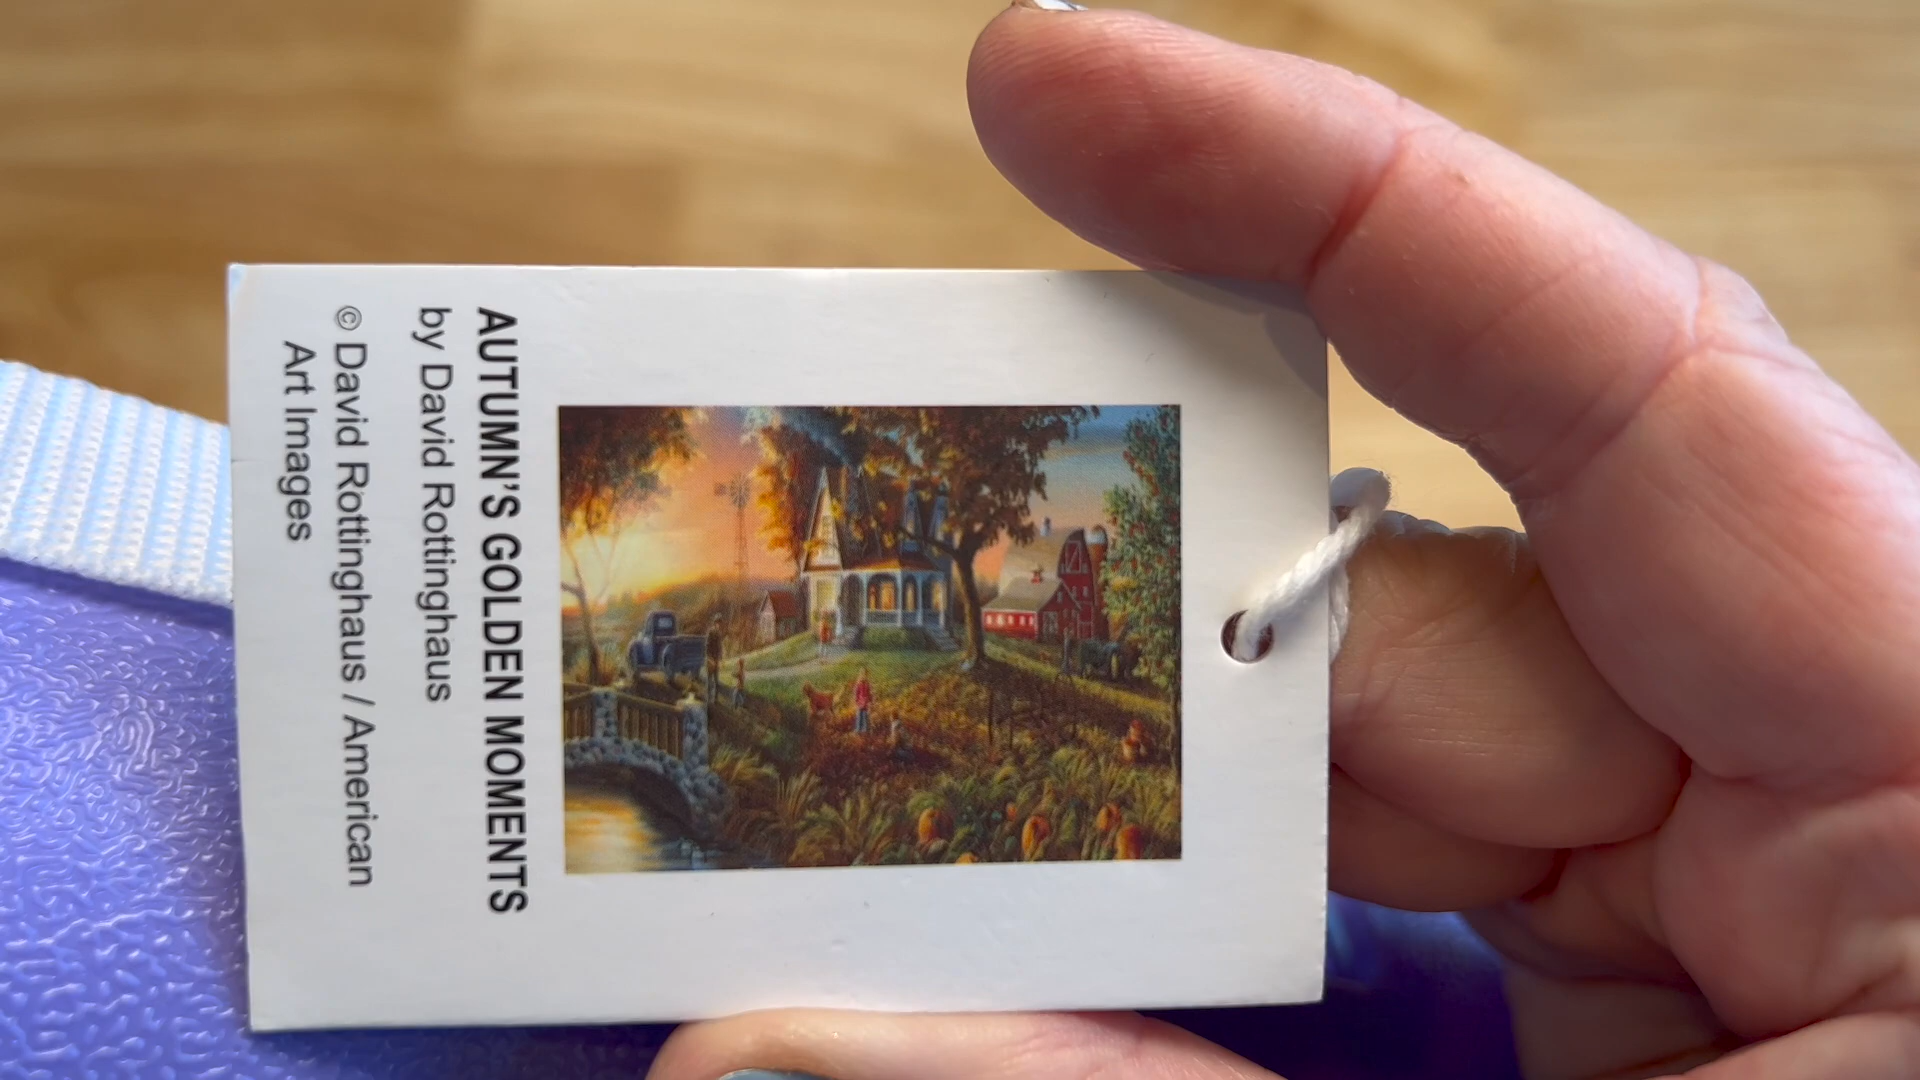 AUTUMN'S GOLDEN MOMENTS
by David Rottinghaus
© David Rottinghaus / American
Art Images